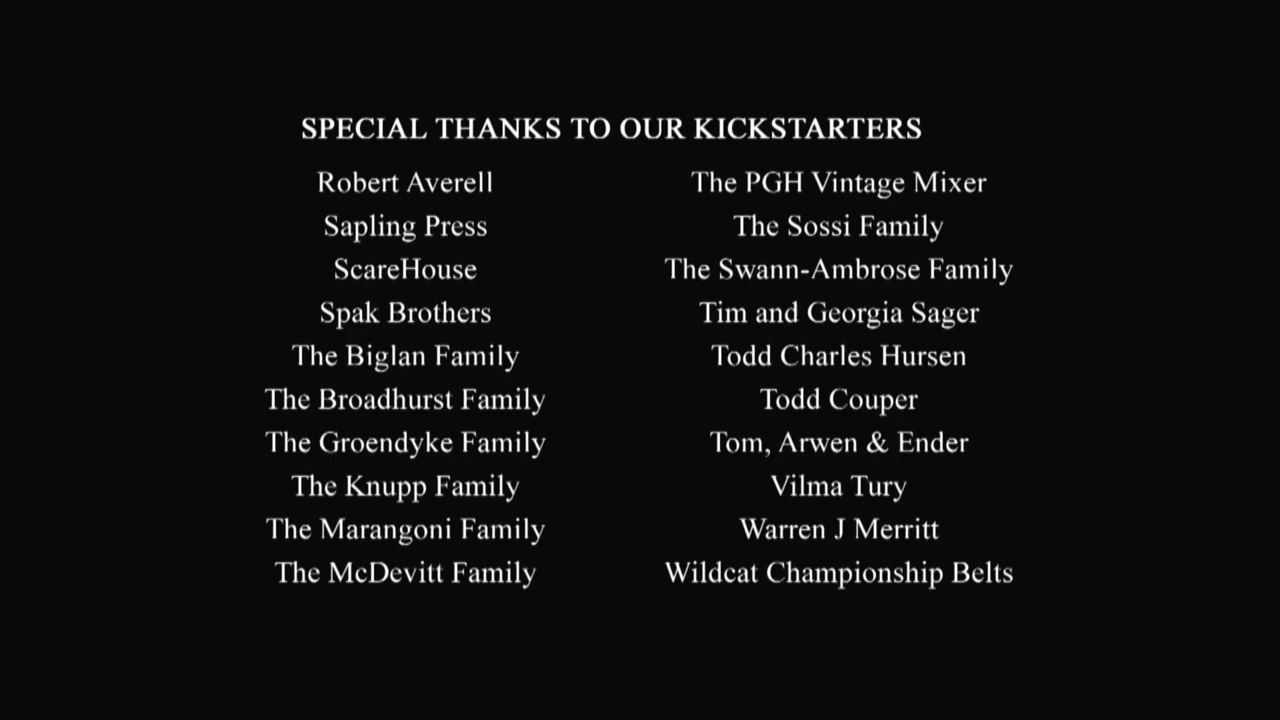 SPECIAL THANKS TO OUR KICKSTARTERS
Robert Averell
Sapling Press
ScareHouse
Spak Brothers
The Biglan Family
The Broadhurst Family
The Groendyke Family
The Knupp Family
The Marangoni Family
The McDevitt Family
The PGH Vintage Mixer
The Sossi Family
The Swann-Ambrose Family
Tim and Georgia Sager
Todd Charles Hursen
Todd Couper
Tom, Arwen & Ender
Vilma Tury
Warren J Merritt
Wildcat Championship Belts